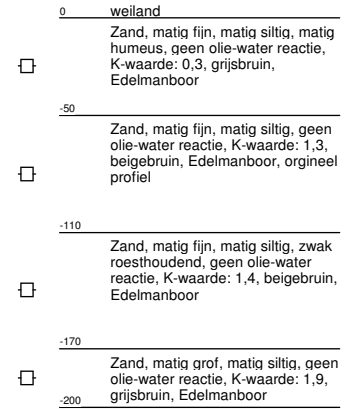 0 weiland
Zand, matig fijn, matig siltig, matig
humeus, geen olie-water reactie,
K-waarde: 0,3, grijsbruin,
Edelmanboor
-50
Zand, matig fijn, matig siltig, geen
olie-water reactie, K-waarde: 1,3,
beigebruin, Edelmanboor, orgineel
profiel
-110
Zand, matig fijn, matig siltig, zwak
roesthoudend, geen olie-water
reactie, K-waarde: 1,4, beigebruin,
Edelmanboor
-170
Zand, matig grof, matig siltig, geen
olie-water reactie, K-waarde: 1,9,
grijsbruin, Edelmanboor
-200